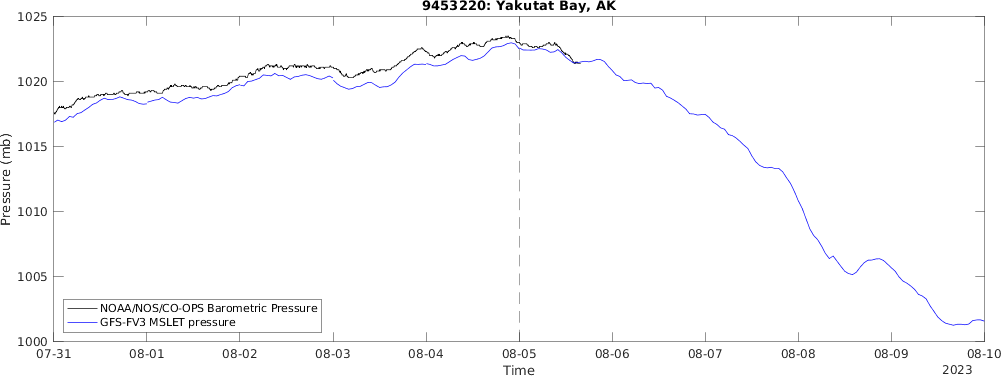 9453220: Yakutat Bay, AK
Pressure (mb)
1025
1020
1015
1010
1005
1000
NOAA/NOS/CO-OPS Barometric Pressure
GFS-FV3 MSLET pressure
07-31 08-01 08-02 08-03 08-04 08-05 08-06 08-07 08-08 08-09 08-10
Time
2023